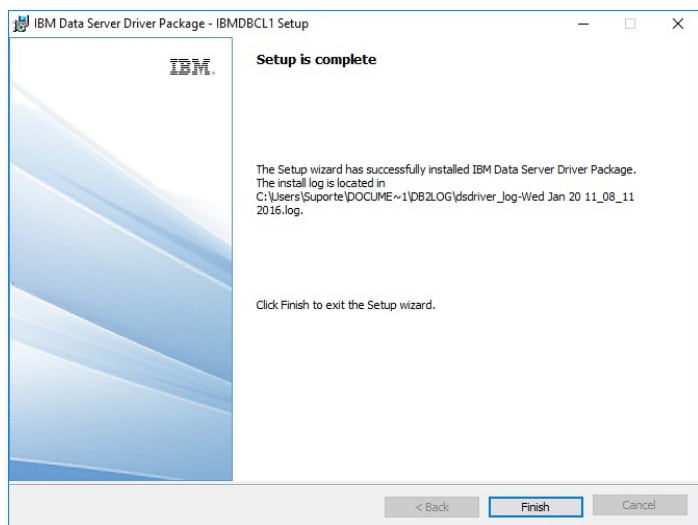 IBM Data Server Driver Package - IBMDBCL1 Setup
IBM.
Setup is complete
The Setup wizard has successfully installed IBM Data Server Driver Package.
The install log is located in
C:\Users\Suporte\DOCUME~1\DB2LOG\dsdriver_log-Wed Jan 20 11_08_11
2016.log.
Click Finish to exit the Setup wizard.
< Back
Finish
Cancel